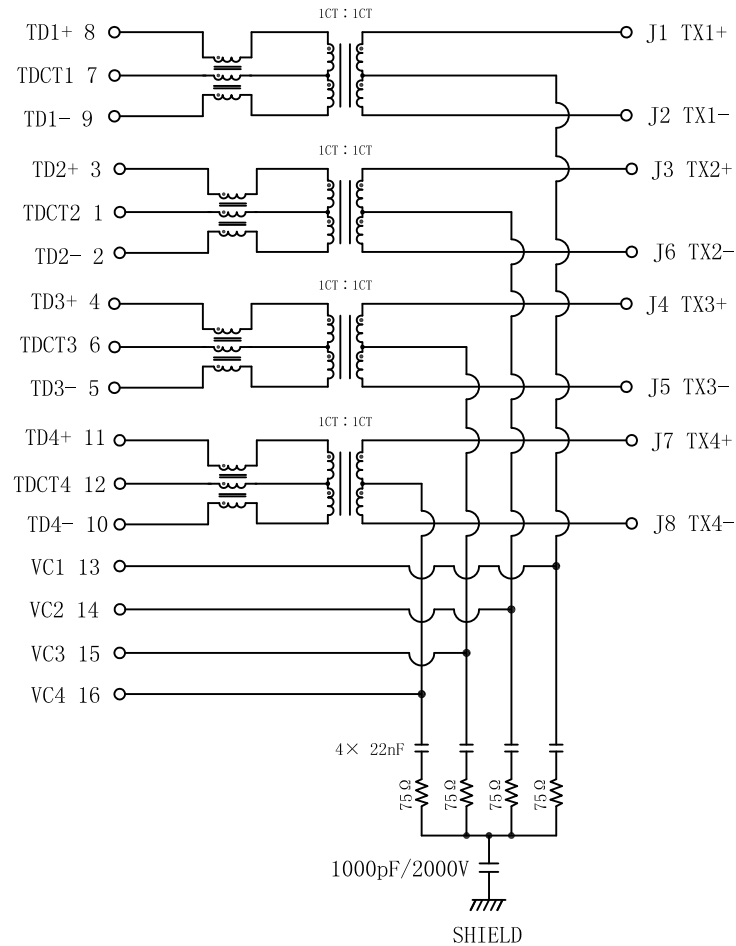 1CT：1CT
TD1+ 8
J1 TX1+
TDCT1 7
TD1- 9
J2 TX1-
1CT：1CT
TD2+ 3
J3 TX2+
TDCT2 1
TD2- 2
J6 TX2-
1CT：1CT
TD3+ 4
J4 TX3+
TDCT3 6
TD3- 5
J5 TX3-
1CT：1CT
TD4+ 11
J7 TX4+
TDCT4 12
TD4- 10
J8 TX4-
VC1 13
VC2 14
VC3 15
VC4 16
4× 22nF
75Ω
75Ω
75Ω
75Ω
1000pF/2000V
SHIELD